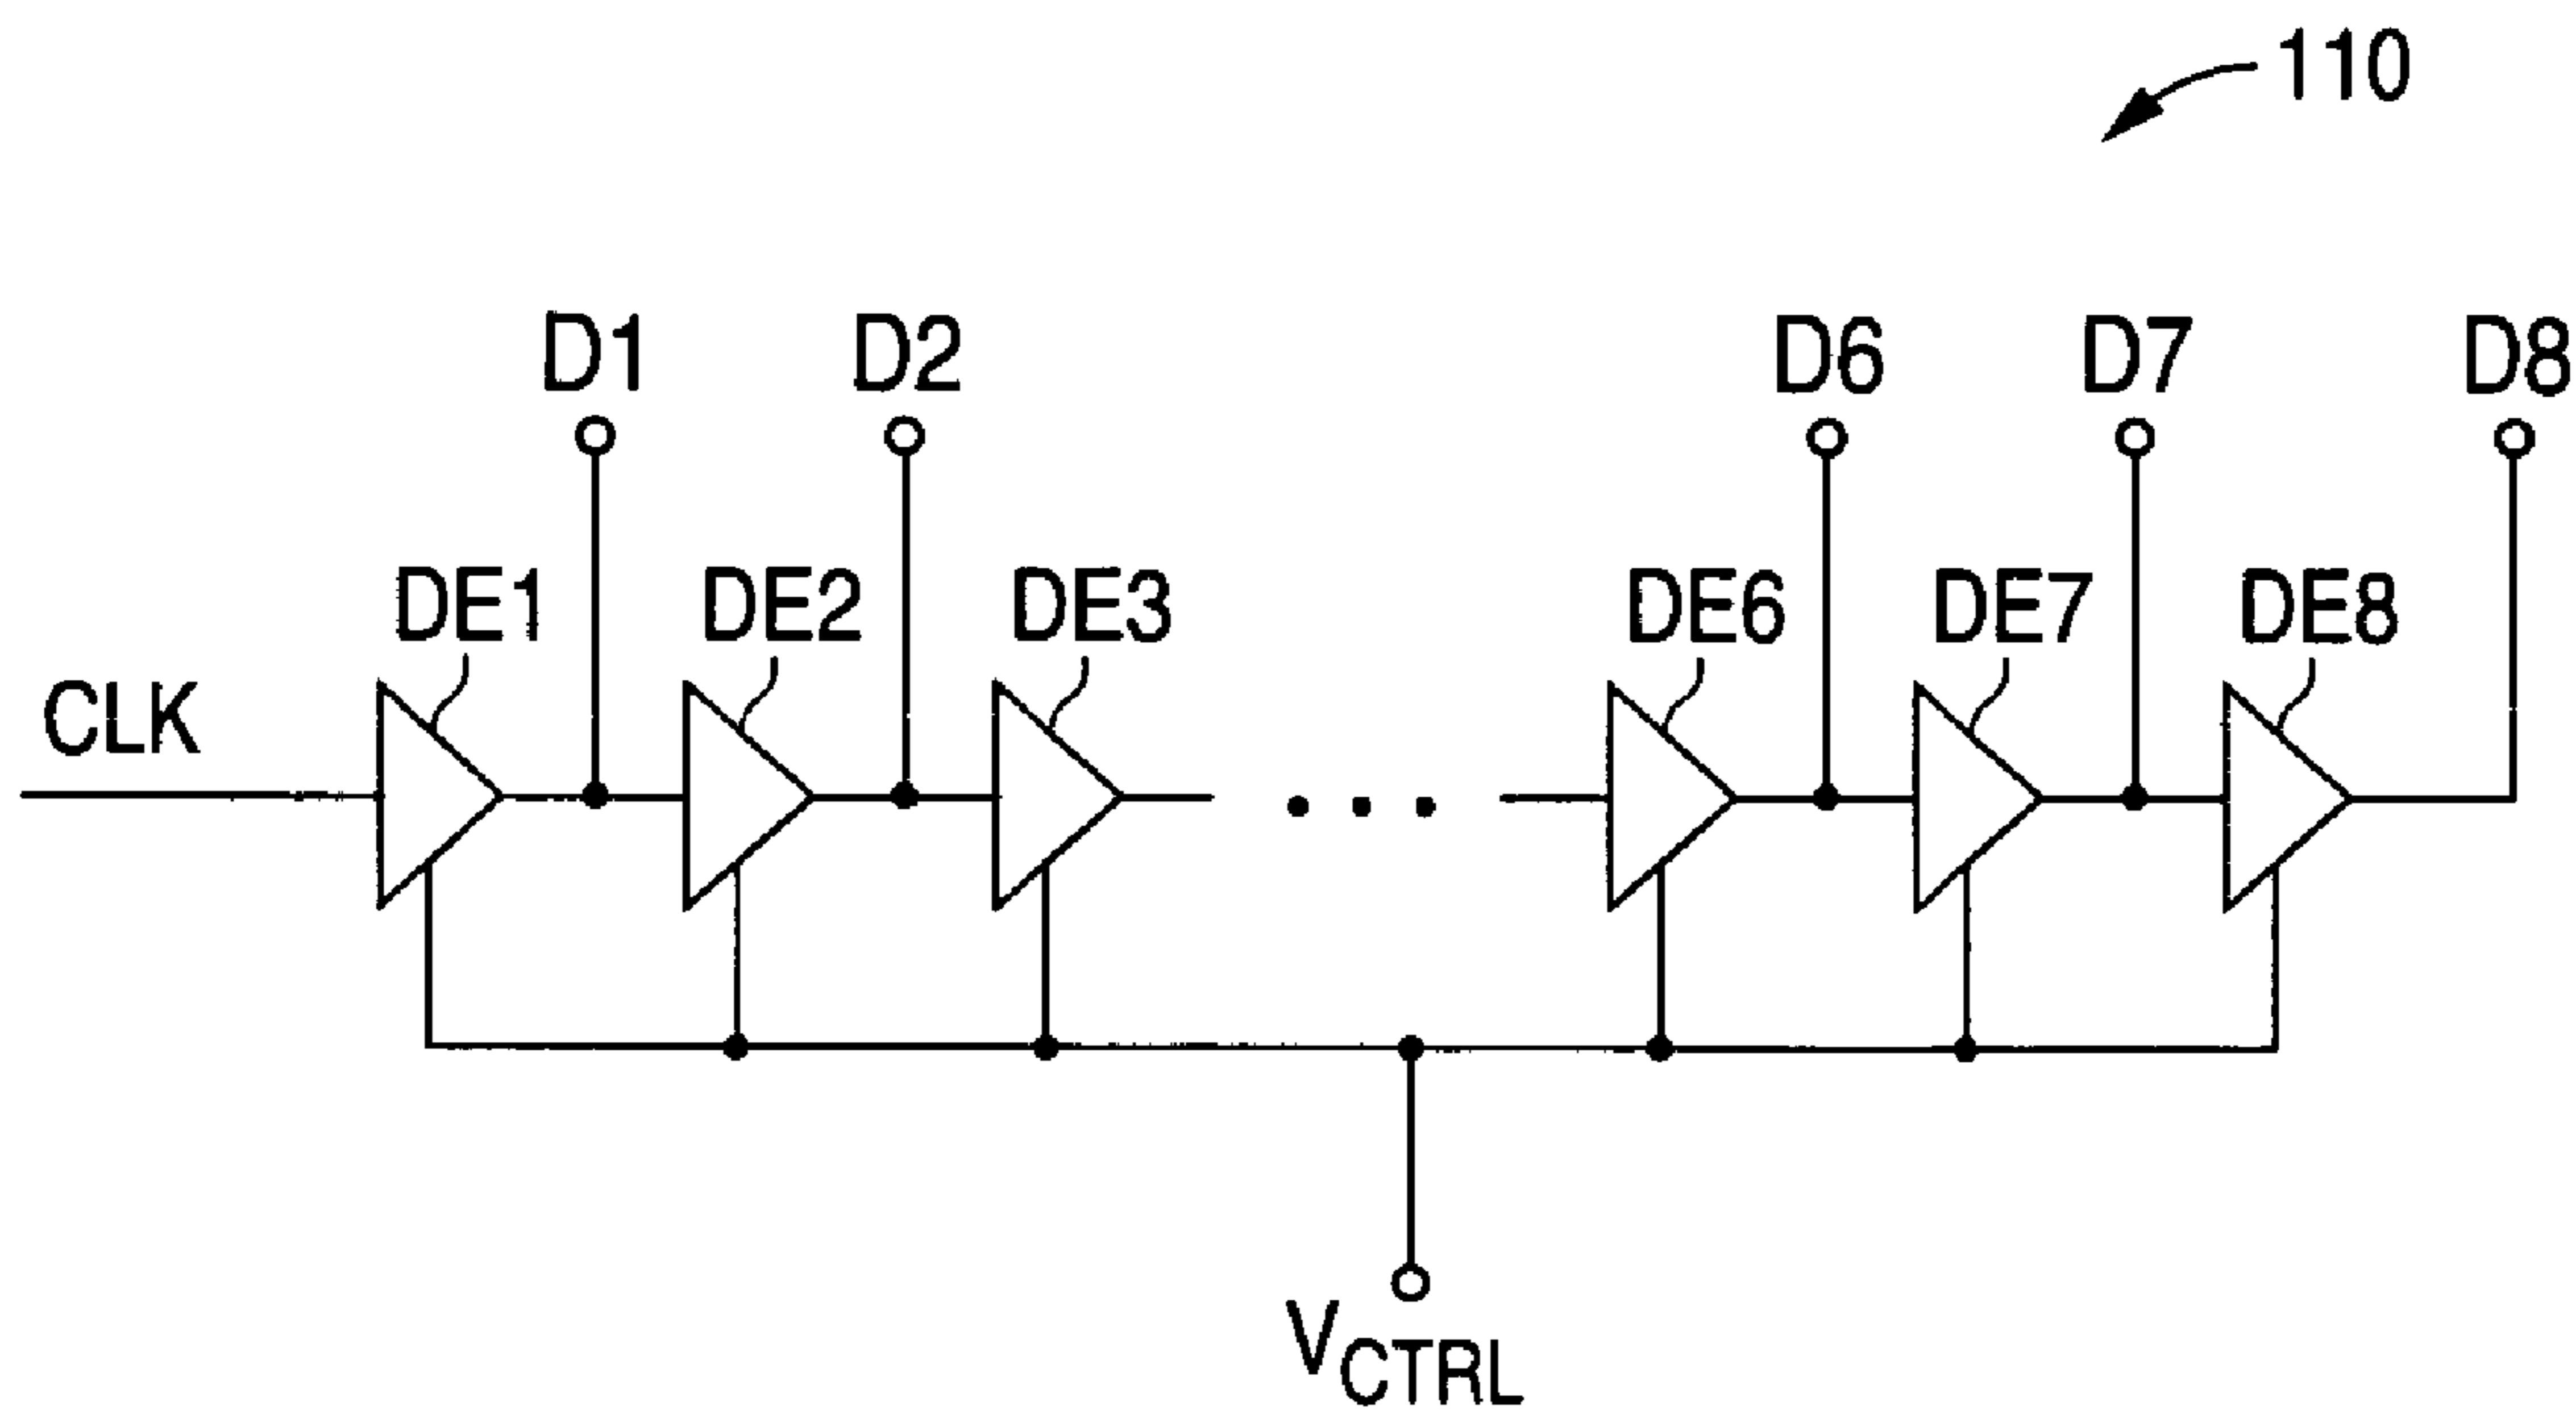 110
D1 D2 D6 D7 D8
DE1 DE2 DE3 DE6 DE7 DE8
CLK
VCTRL